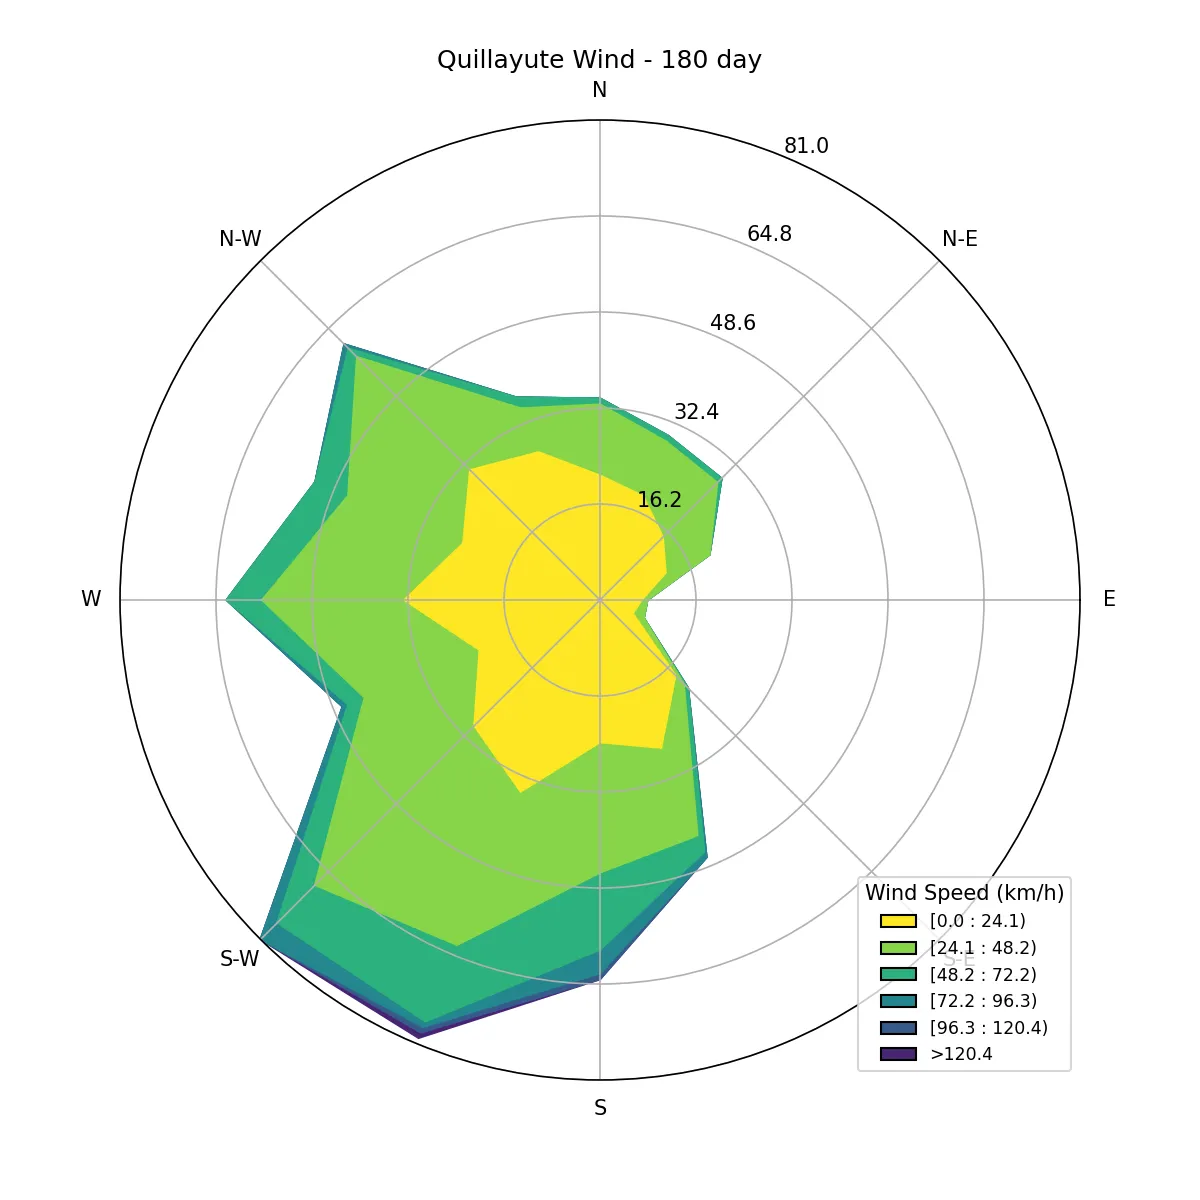 Quillayute Wind - 180 day
N
81.0
64.8
N-W
N-E
48.6
32.4
16.2
W
E
S-W
S-E
S
Wind Speed (km/h)
[0.0 : 24.1)
[24.1 : 48.2)
[48.2 : 72.2)
[72.2 : 96.3)
[96.3 : 120.4)
>120.4